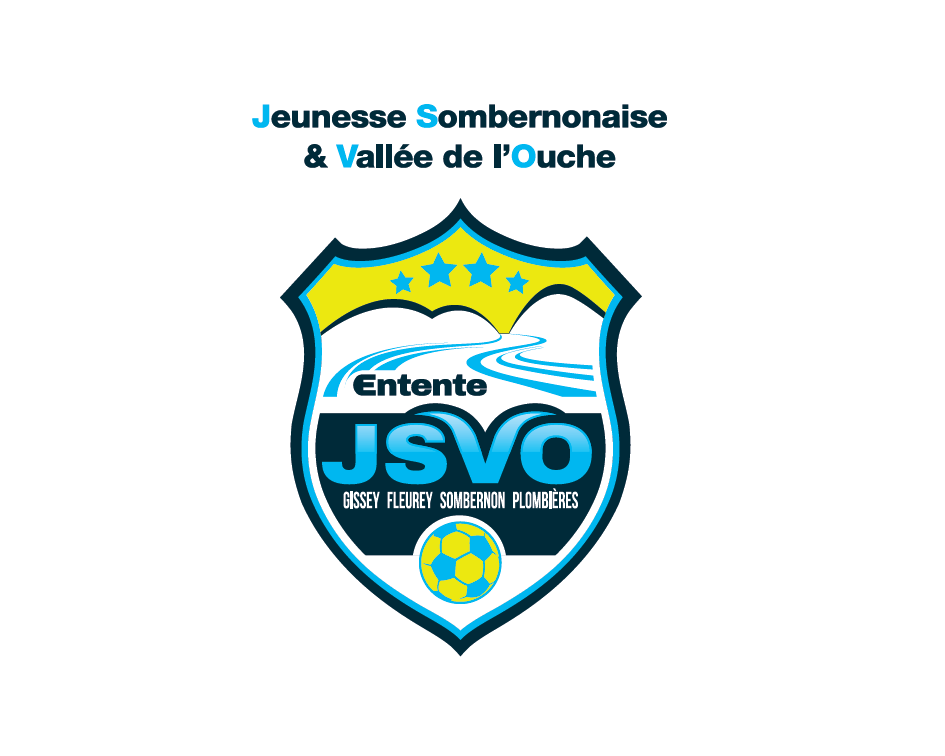 Jeunesse Sombernonaise
& Vallée de l'Ouche
Entente
JSVO
GISSEY FLEUREY SOMBERNON PLOMBIÈRES